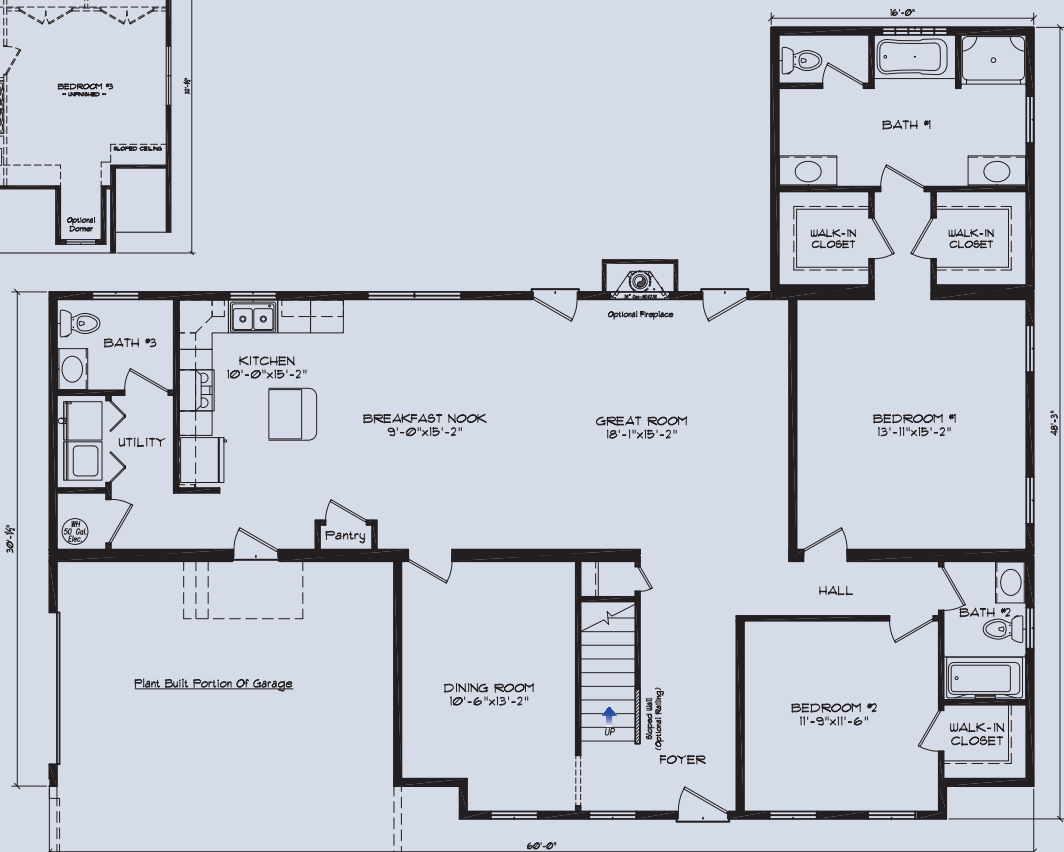 16'-0"
BEDROOM #3
- UNFINISHED -
SLOPED CEILING
Optional
Dormer
BATH #1
WALK-IN
CLOSET
WALK-IN
CLOSET
Optional Fireplace
BATH #3
KITCHEN
10'-0"x15'-2"
BREAKFAST NOOK
9'-0"x15'-2"
GREAT ROOM
18'-1"x15'-2"
BEDROOM #1
13'-11"x15'-2"
48'-3"
UTILITY
30'-½"
WH
50 Gal.
Elec.
Pantry
HALL
BATH #2
Plant Built Portion Of Garage
DINING ROOM
10'-6"x13'-2"
UP
Sloped Wall
(Optional Railing)
FOYER
BEDROOM #2
11'-9"x11'-6"
WALK-IN
CLOSET
60'-0"